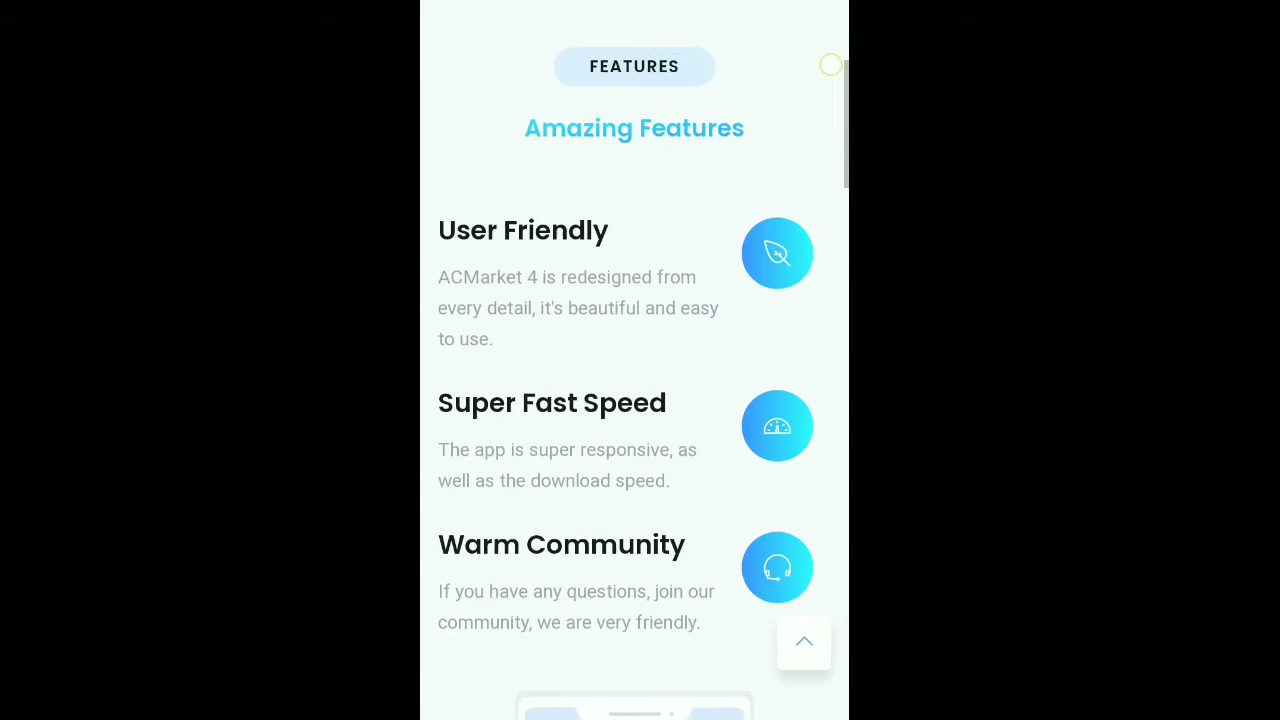 FEATURES
Amazing Features
User Friendly
ACMarket 4 is redesigned from
every detail, it's beautiful and easy
to use.
Super Fast Speed
The app is super responsive, as
well as the download speed.
Warm Community
If you have any questions, join our
community, we are very friendly.